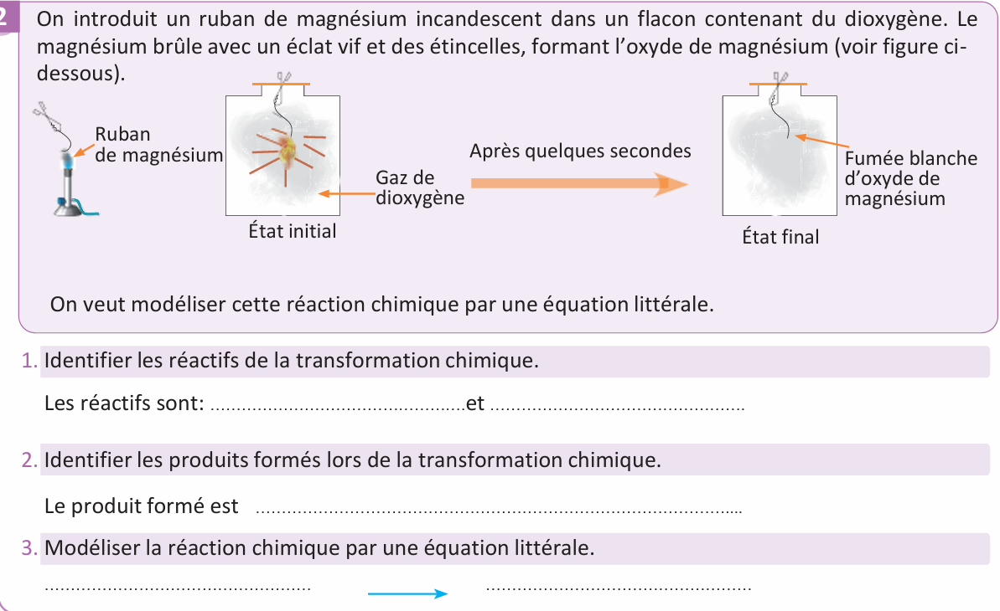 2
On introduit un ruban de magnésium incandescent dans un flacon contenant du dioxygène. Le
magnésium brûle avec un éclat vif et des étincelles, formant l’oxyde de magnésium (voir figure ci-
dessous).
Ruban
de magnésium
Gaz de
dioxygène
État initial
Après quelques secondes
Fumée blanche
d’oxyde de
magnésium
État final
On veut modéliser cette réaction chimique par une équation littérale.
1. Identifier les réactifs de la transformation chimique.
Les réactifs sont: ................................................et ................................................
2. Identifier les produits formés lors de la transformation chimique.
Le produit formé est ............................................................................................
3. Modéliser la réaction chimique par une équation littérale.
.................................................. ..................................................